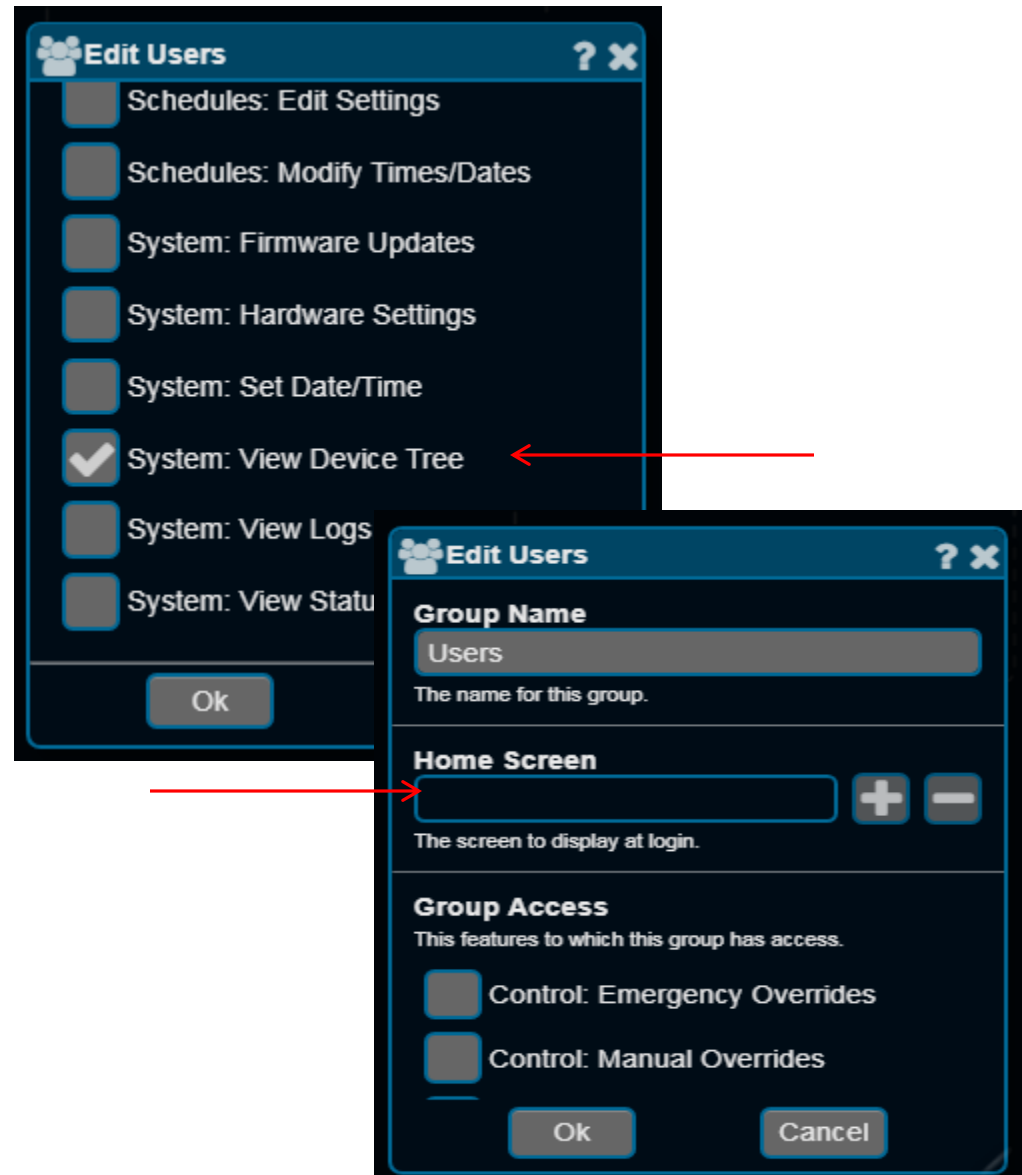 Edit Users
? ✖
Schedules: Edit Settings
Schedules: Modify Times/Dates
System: Firmware Updates
System: Hardware Settings
System: Set Date/Time
System: View Device Tree
System: View Logs
System: View Statu
Ok
Edit Users
? ✖
Group Name
Users
The name for this group.
Home Screen
The screen to display at login.
Group Access
This features to which this group has access.
Control: Emergency Overrides
Control: Manual Overrides
Ok
Cancel